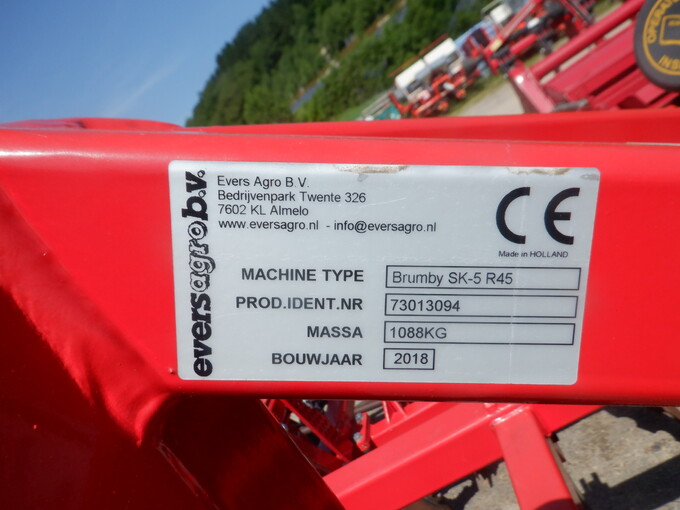 eversagro b.v.
Evers Agro B.V.
Bedrijvenpark Twente 326
7602 KL Almelo
www.eversagro.nl - info@eversagro.nl
CE
Made in HOLLAND
MACHINE TYPE Brumby SK-5 R45
PROD.IDENT.NR 73013094
MASSA 1088KG
BOUWJAAR 2018